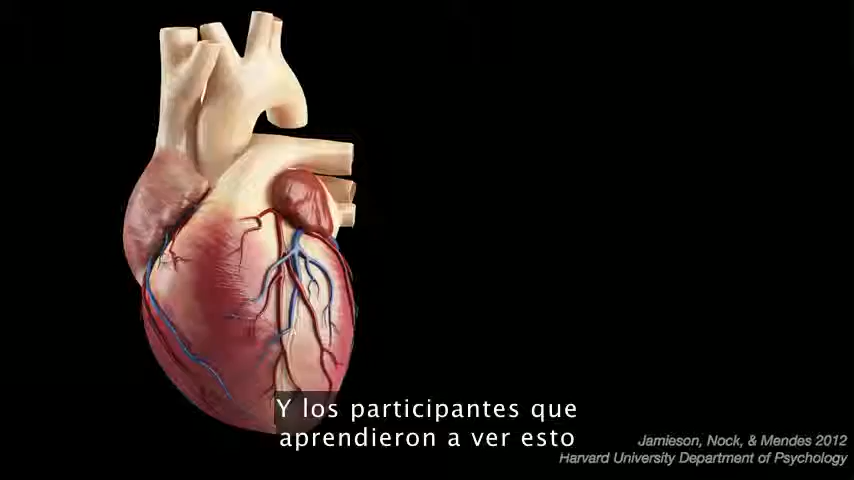 Y los participantes que
aprendieron a ver esto
Jamieson, Nock, & Mendes 2012
Harvard University Department of Psychology